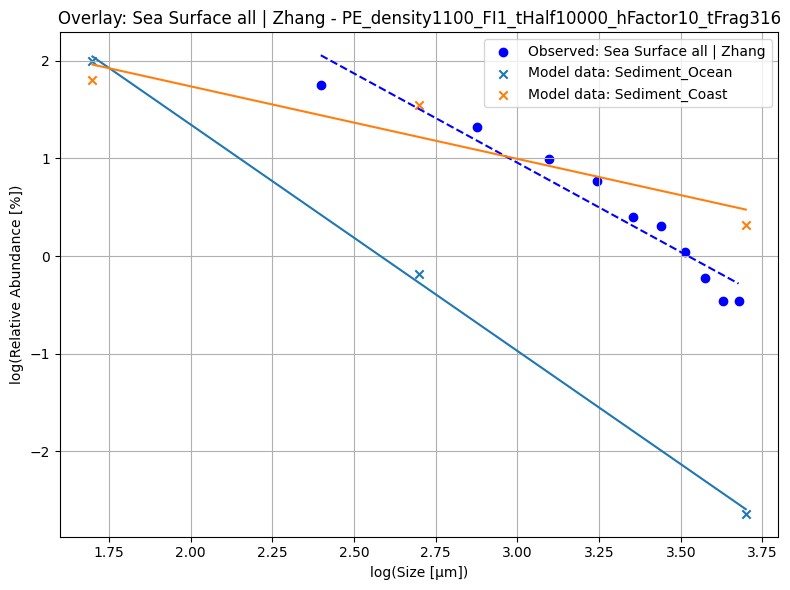 Overlay: Sea Surface all | Zhang - PE_density1100_FI1_tHalf10000_hFactor10_tFrag316
Observed: Sea Surface all | Zhang
Model data: Sediment_Ocean
Model data: Sediment_Coast
log(Relative Abundance [%])
2
1
0
−1
−2
1.75
2.00
2.25
2.50
2.75
3.00
3.25
3.50
3.75
log(Size [μm])